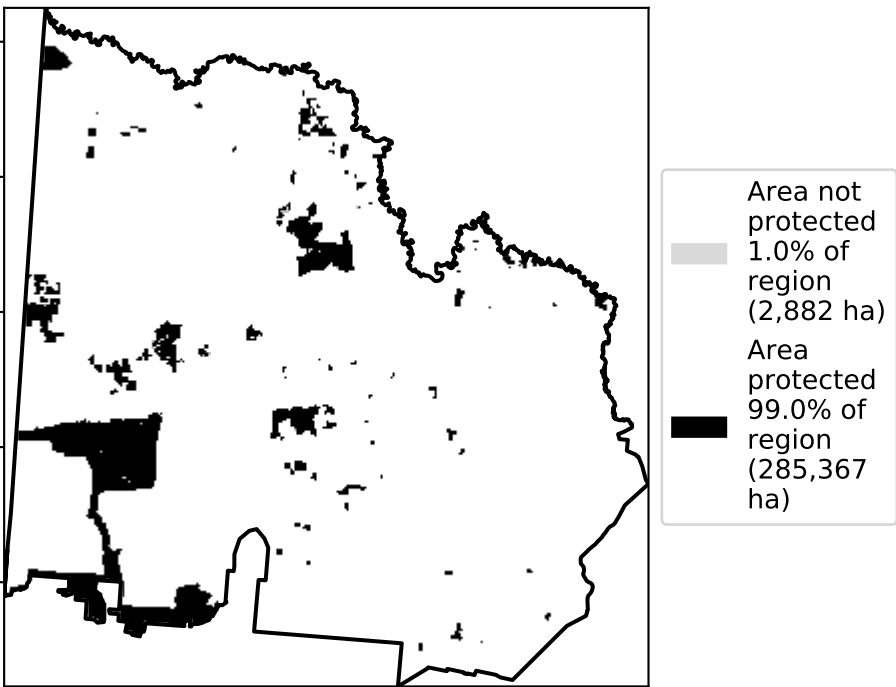 Area not
protected
1.0% of
region
(2,882 ha)
Area
protected
99.0% of
region
(285,367
ha)